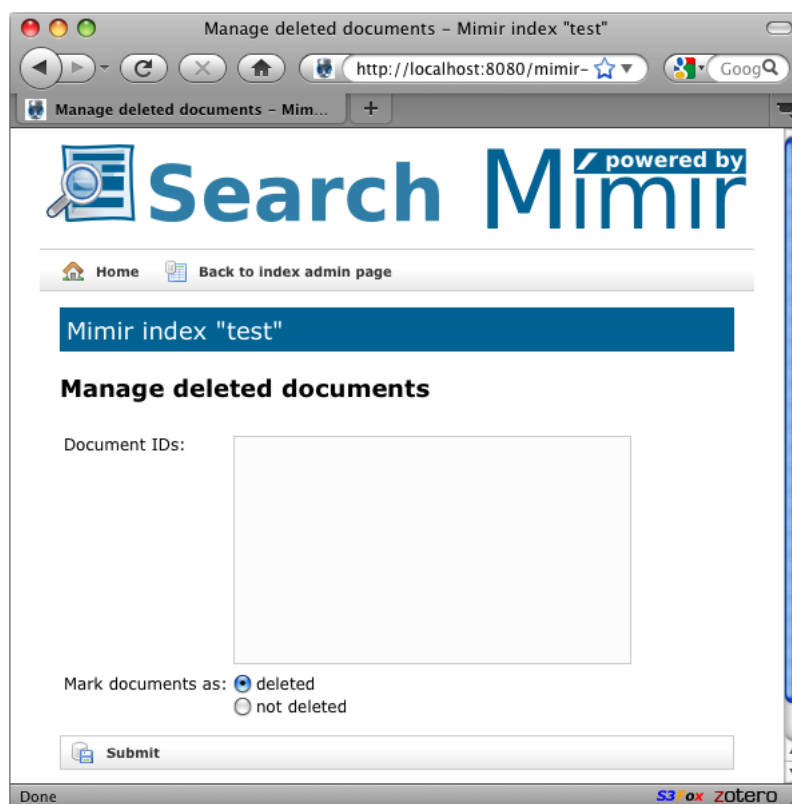 Manage deleted documents – Mimir index "test"
http://localhost:8080/mimir–
Goog
Manage deleted documents – Mim...
+
Search Mimir
powered by
Home Back to index admin page
Mimir index "test"
Manage deleted documents
Document IDs:
Mark documents as: deleted
not deleted
Submit
Done S3Fox zotero